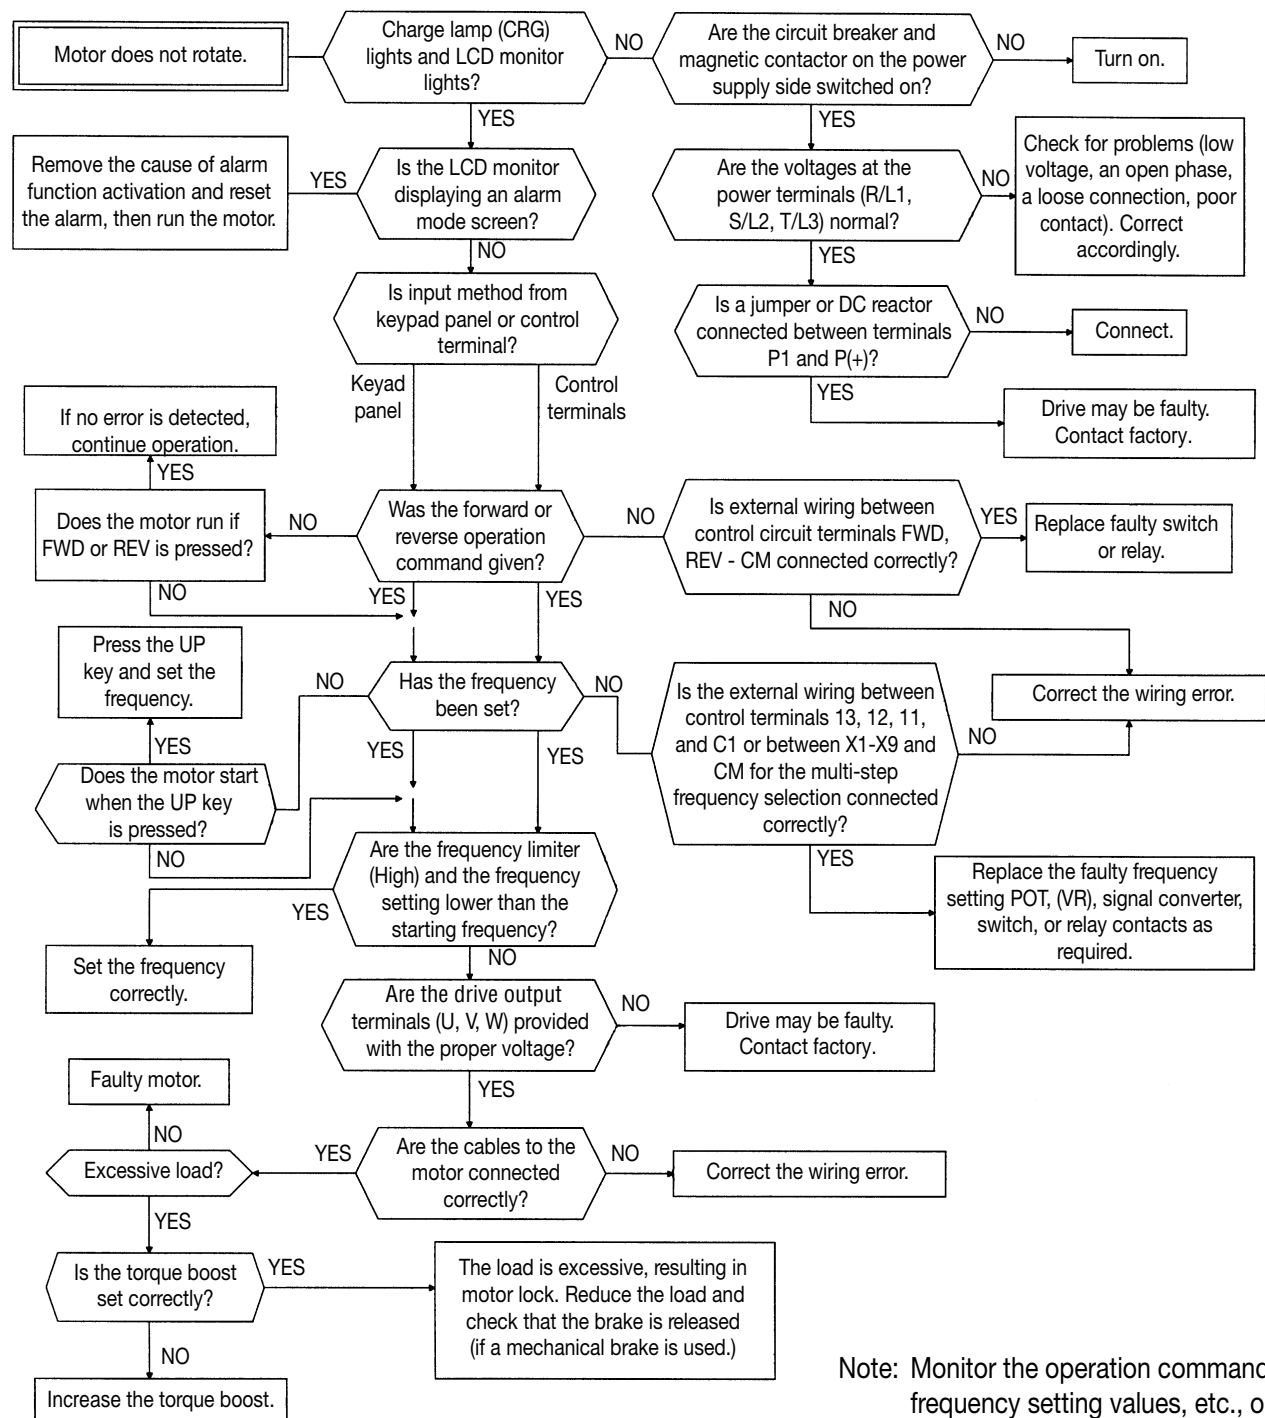 Motor does not rotate.
Charge lamp (CRG)
lights and LCD monitor
lights?
NO
Are the circuit breaker and
magnetic contactor on the power
supply side switched on?
NO
Turn on.
YES
YES
Remove the cause of alarm
function activation and reset
the alarm, then run the motor.
YES
Is the LCD monitor
displaying an alarm
mode screen?
Are the voltages at the
power terminals (R/L1,
S/L2, T/L3) normal?
NO
Check for problems (low
voltage, an open phase,
a loose connection, poor
contact). Correct
accordingly.
NO
YES
Is input method from
keypad panel or control
terminal?
Is a jumper or DC reactor
connected between terminals
P1 and P(+)?
NO
Connect.
Keyad
panel
Control
terminals
YES
Drive may be faulty.
Contact factory.
If no error is detected,
continue operation.
YES
Does the motor run if
FWD or REV is pressed?
NO
Was the forward or
reverse operation
command given?
NO
Is external wiring between
control circuit terminals FWD,
REV - CM connected correctly?
YES
Replace faulty switch
or relay.
NO
YES
YES
NO
Press the UP
key and set the
frequency.
NO
Has the frequency
been set?
NO
Is the external wiring between
control terminals 13, 12, 11,
and C1 or between X1-X9 and
CM for the multi-step
frequency selection connected
correctly?
NO
Correct the wiring error.
YES
YES
YES
Does the motor start
when the UP key
is pressed?
NO
Are the frequency limiter
(High) and the frequency
setting lower than the
starting frequency?
YES
YES
Replace the faulty frequency
setting POT, (VR), signal converter,
switch, or relay contacts as
required.
Set the frequency
correctly.
NO
Are the drive output
terminals (U, V, W) provided
with the proper voltage?
NO
Drive may be faulty.
Contact factory.
YES
Faulty motor.
NO
Excessive load?
YES
Are the cables to the
motor connected
correctly?
NO
Correct the wiring error.
YES
Is the torque boost
set correctly?
YES
The load is excessive, resulting in
motor lock. Reduce the load and
check that the brake is released
(if a mechanical brake is used.)
NO
Increase the torque boost.
Note: Monitor the operation command
frequency setting values, etc., o